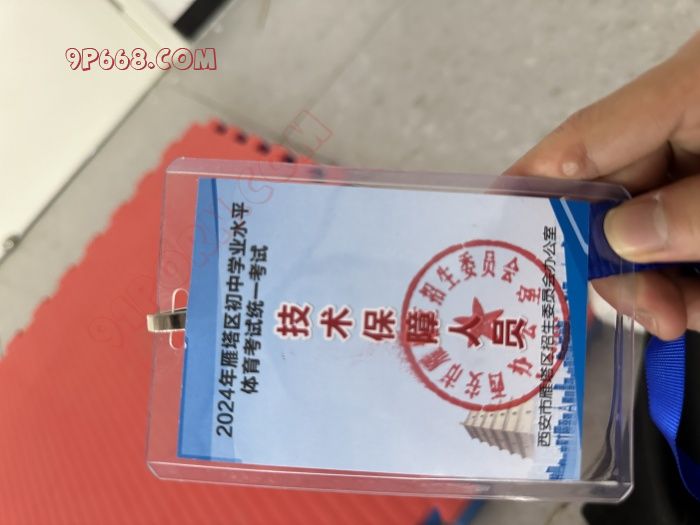 9P668.COM
2024年雁塔区初中学业水平
体育考试统一考试
技术保障人员
西安市雁塔区招生委员会办公室